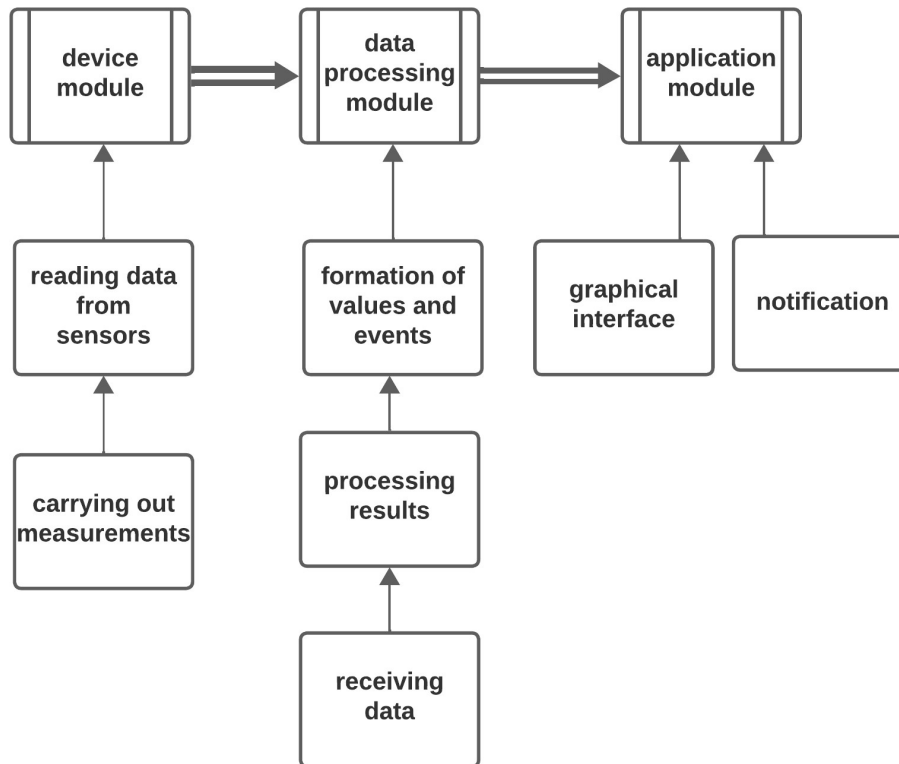 device
module
data
processing
module
application
module
reading data
from
sensors
formation of
values and
events
graphical
interface
notification
carrying out
measurements
processing
results
receiving
data